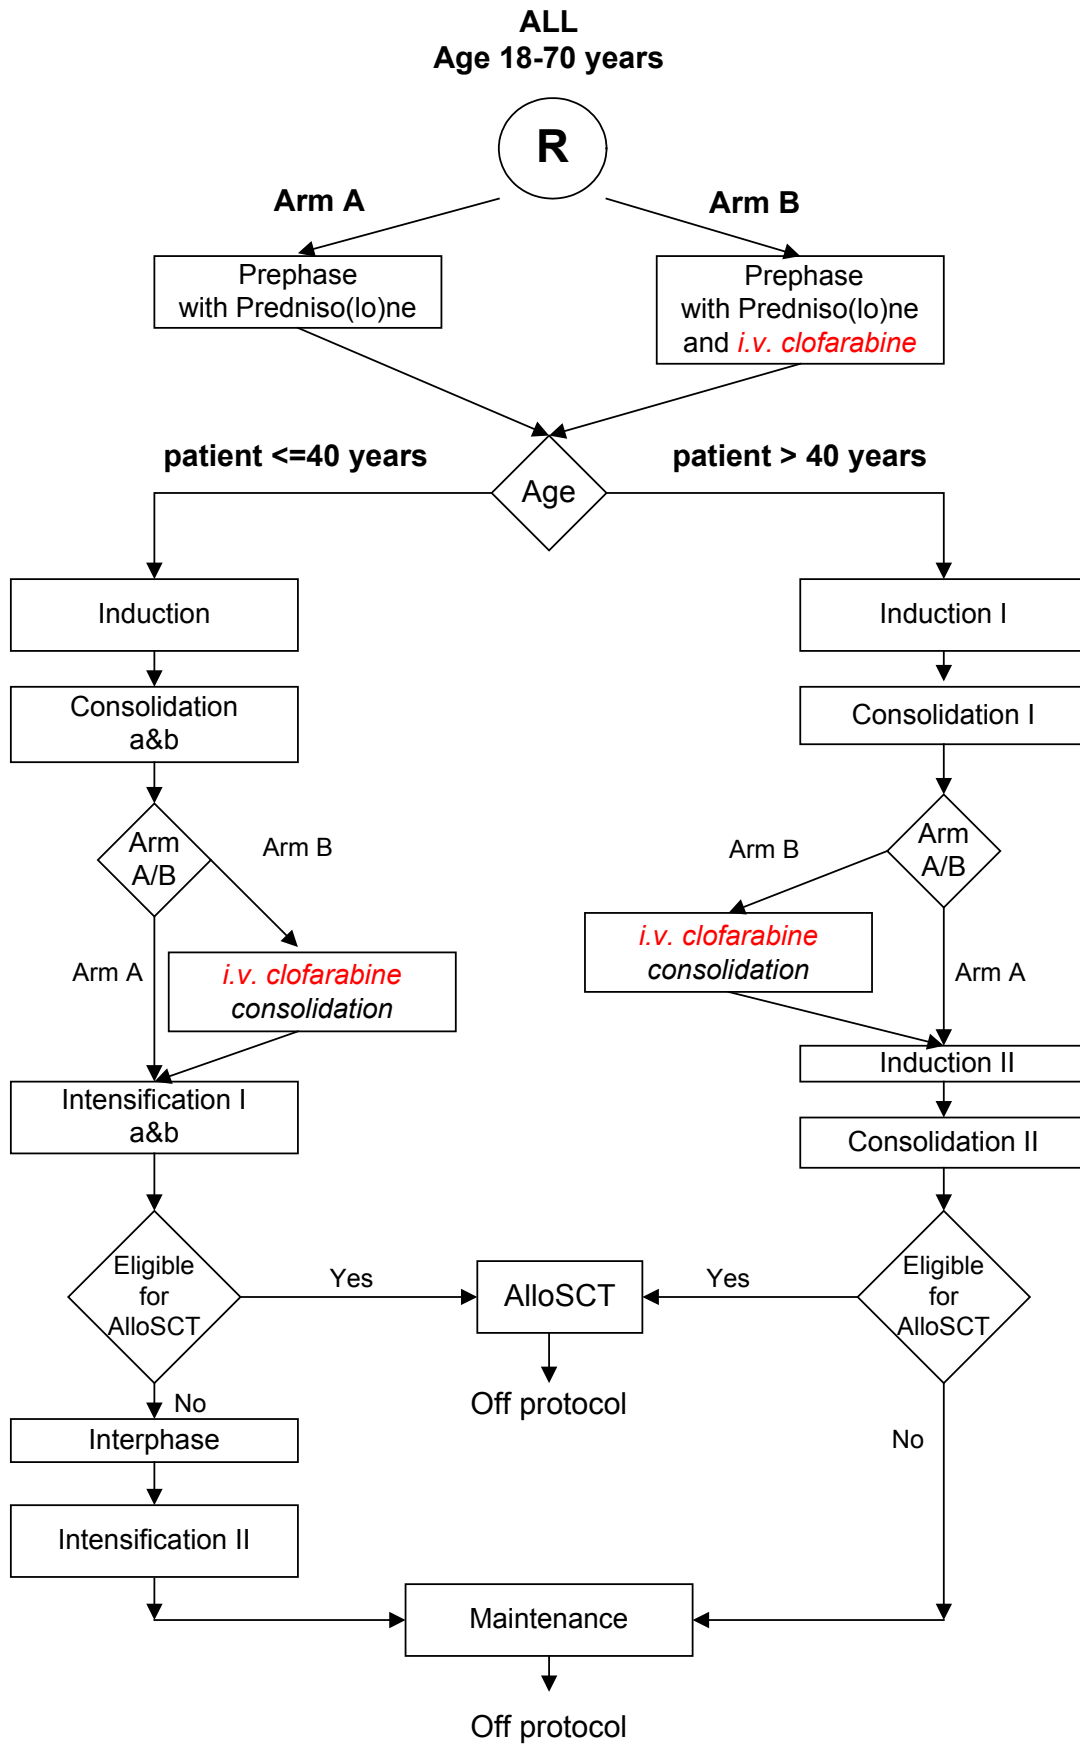 ALL
Age 18-70 years
R
Arm A
Arm B
Prephase
with Predniso(lo)ne
Prephase
with Predniso(lo)ne
and i.v. clofarabine
patient <=40 years
patient > 40 years
Age
Induction
Induction I
Consolidation
a&b
Consolidation I
Arm
A/B
Arm B
Arm B
Arm
A/B
Arm A
i.v. clofarabine
consolidation
i.v. clofarabine
consolidation
Arm A
Intensification I
a&b
Induction II
Consolidation II
Eligible
for
AlloSCT
Yes
AlloSCT
Yes
Eligible
for
AlloSCT
Off protocol
No
No
Interphase
Intensification II
Maintenance
Off protocol